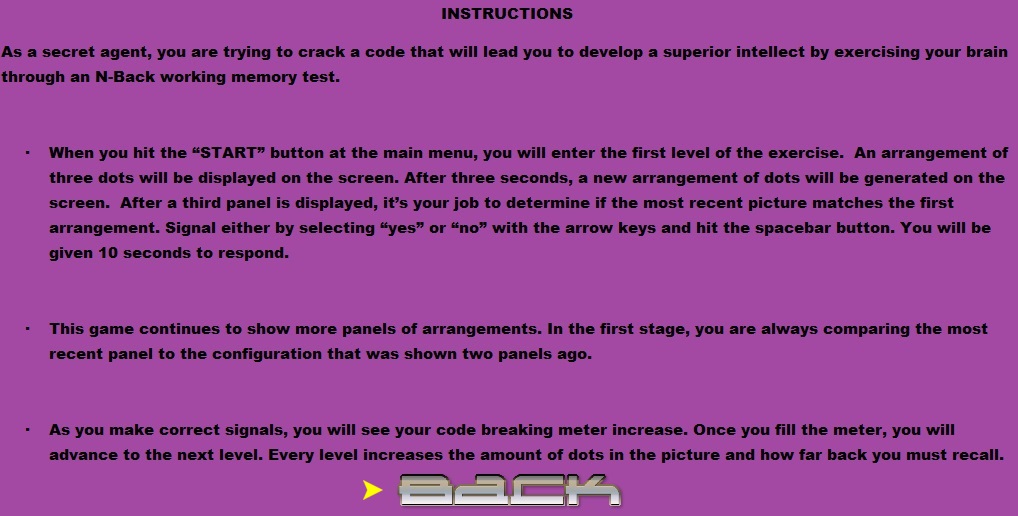 INSTRUCTIONS
As a secret agent, you are trying to crack a code that will lead you to develop a superior intellect by exercising your brain
through an N-Back working memory test.
· When you hit the “START” button at the main menu, you will enter the first level of the exercise.  An arrangement of
three dots will be displayed on the screen. After three seconds, a new arrangement of dots will be generated on the
screen.  After a third panel is displayed, it’s your job to determine if the most recent picture matches the first
arrangement. Signal either by selecting “yes” or “no” with the arrow keys and hit the spacebar button. You will be
given 10 seconds to respond.
· This game continues to show more panels of arrangements. In the first stage, you are always comparing the most
recent panel to the configuration that was shown two panels ago.
· As you make correct signals, you will see your code breaking meter increase. Once you fill the meter, you will
advance to the next level. Every level increases the amount of dots in the picture and how far back you must recall.
BACK